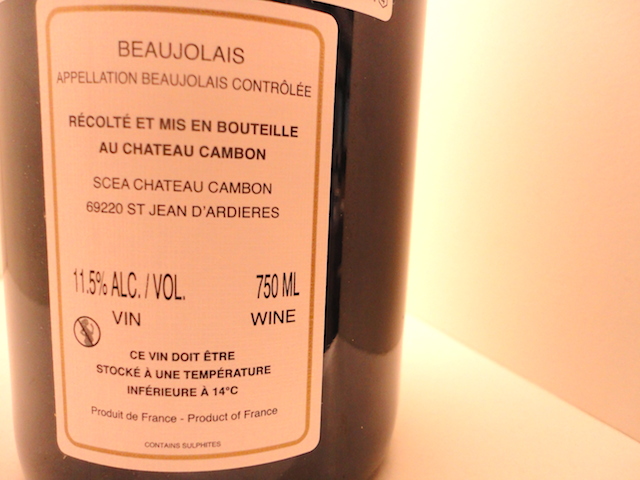 BEAUJOLAIS
APPELLATION BEAUJOLAIS CONTRÔLÉE
RÉCOLTÉ ET MIS EN BOUTEILLE
AU CHATEAU CAMBON
SCEA CHATEAU CAMBON
69220 ST JEAN D'ARDIERES
11.5% ALC. / VOL. 750 ML
VIN WINE
CE VIN DOIT ÊTRE
STOCKÉ À UNE TEMPÉRATURE
INFÉRIEURE À 14°C
Produit de France - Product of France
CONTAINS SULPHITES